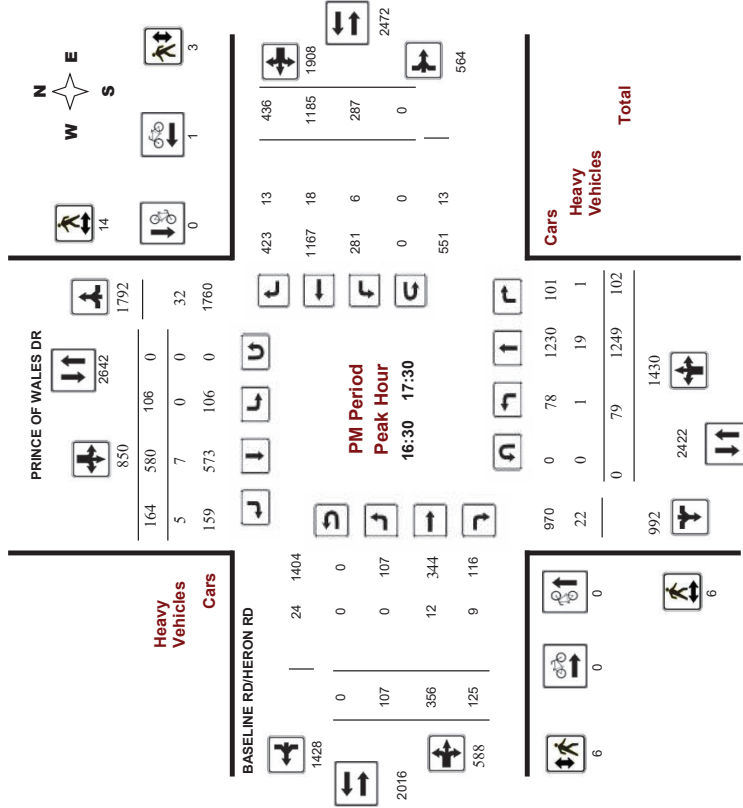 N
W E
S
14
3
0
1
PRINCE OF WALES DR
2642
850
1792
164 580 106 0
5 7 0 0 32
159 573 106 0 1760
Heavy
Vehicles
Cars
2472
1908
423 13 436
1167 18 1185
281 6 287
0 0 0
551 13
564
PM Period
Peak Hour
16:30 17:30
BASELINE RD/HERON RD
24 1404
1428
0 0 0
107 0 107
356 12 344
125 9 116
2016
588
970 0 78 1230 101
22 0 1 19 1
0 79 1249 102
992
1430
2422
Cars
Heavy
Vehicles
Total
0
0
6
6